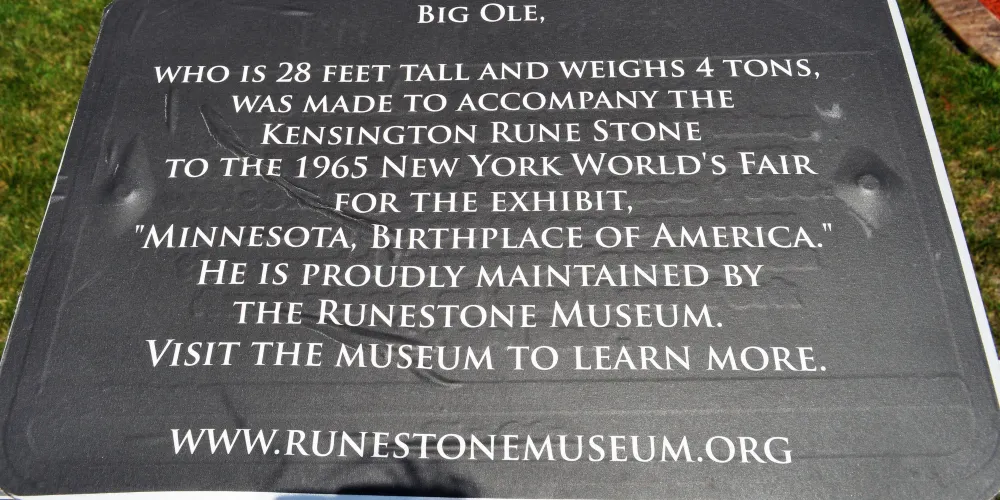 Big Ole,
who is 28 feet tall and weighs 4 tons,
was made to accompany the
Kensington Rune Stone
to the 1965 New York World's Fair
for the exhibit,
"Minnesota, Birthplace of America."
He is proudly maintained by
the Runestone Museum.
Visit the museum to learn more.
www.runestonemuseum.org